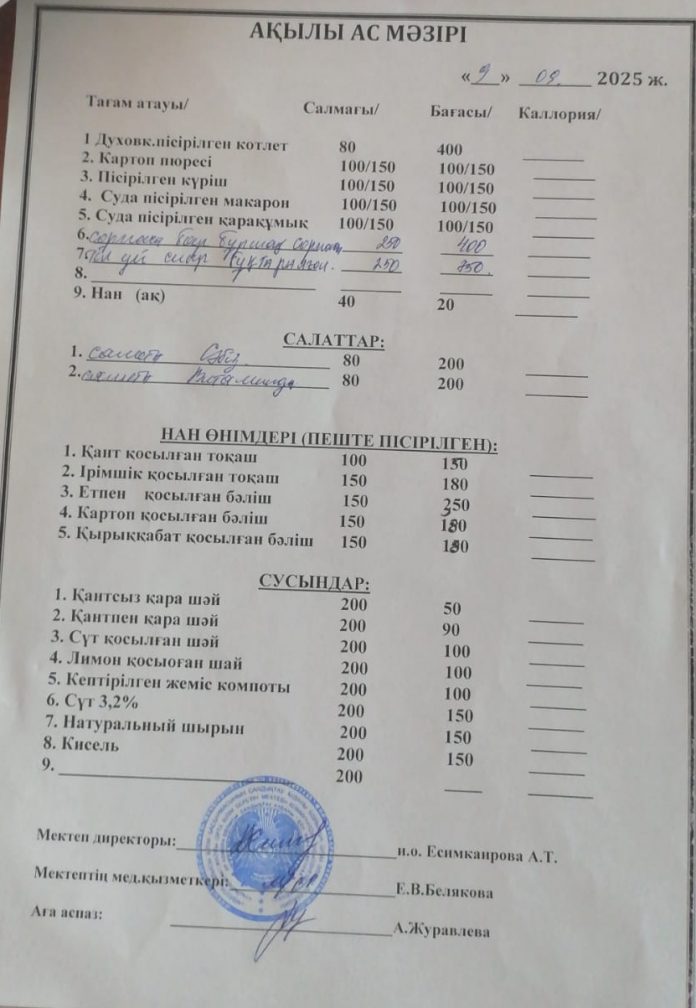 АҚЫЛЫ АС МӘЗІРІ
«9» 09. 2025 ж.
Тағам атауы/ Салмағы/ Бағасы/ Каллория/
1 Духовк.пісірілген котлет 80 400
2. Картоп пюресі 100/150 100/150
3. Пісірілген күріш 100/150 100/150
4. Суда пісірілген макарон 100/150 100/150
5. Суда пісірілген қарақұмық 100/150 100/150
6. 250 400
7. 250 350.
8.
9. Нан (ақ) 40 20
САЛАТТАР:
1. салаты Сәбіз 80 200
2. салаты 80 200
НАН ӨНІМДЕРІ (ПЕШТЕ ПІСІРІЛГЕН):
1. Қант қосылған тоқаш 100 150
2. Ірімшік қосылған тоқаш 150 180
3. Етпен қосылған бәліш 150 350
4. Картоп қосылған бәліш 150 180
5. Қырыққабат қосылған бәліш 150 180
СУСЫНДАР:
1. Қантсыз қара шәй 200 50
2. Қантпен қара шәй 200 90
3. Сүт қосылған шәй 200 100
4. Лимон қосыоған шай 200 100
5. Кептірілген жеміс компоты 200 100
6. Сүт 3,2% 200 150
7. Натуральный шырын 200 150
8. Кисель 200 150
9. 200
Мектеп директоры: и.о. Есимканрова А.Т.
Мектептің мед.қызметкері: Е.В.Белякова
Аға аспаз: А.Журавлева